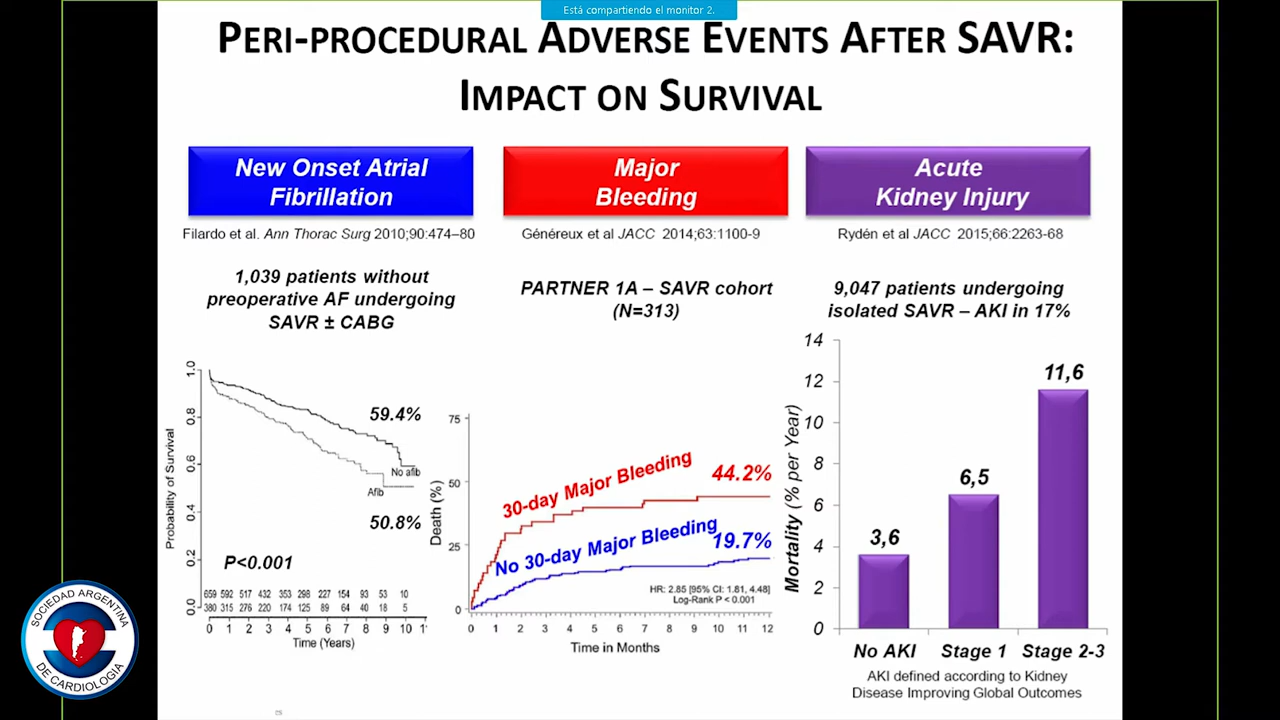 Está compartiendo el monitor 2.
PERI-PROCEDURAL ADVERSE EVENTS AFTER SAVR:
IMPACT ON SURVIVAL
New Onset Atrial
Fibrillation
Filardo et al. Ann Thorac Surg 2010;90:474–80
1,039 patients without
preoperative AF undergoing
SAVR ± CABG
Probability of Survival
1.0
0.8
0.6
0.4
0.2
0.0
59.4%
No afib
Afib
50.8%
P<0.001
659 592 517 432 353 298 227 154 93 53 10
380 315 276 220 174 125 89 64 40 18 5
0 1 2 3 4 5 6 7 8 9 10 1
Time (Years)
Major
Bleeding
Généreux et al JACC 2014;63:1100-9
PARTNER 1A – SAVR cohort
(N=313)
Death (%)
75
50
25
0
30-day Major Bleeding
44.2%
No 30-day Major Bleeding
19.7%
HR: 2.85 [95% CI: 1.81, 4.48]
Log-Rank P < 0.001
0 1 2 3 4 5 6 7 8 9 10 11 12
Time in Months
Acute
Kidney Injury
Rydén et al JACC 2015;66:2263-68
9,047 patients undergoing
isolated SAVR – AKI in 17%
Mortality (% per Year)
14
12
10
8
6
4
2
0
3,6
6,5
11,6
No AKI Stage 1 Stage 2-3
AKI defined according to Kidney
Disease Improving Global Outcomes
SOCIEDAD ARGENTINA
DE CARDIOLOGÍA